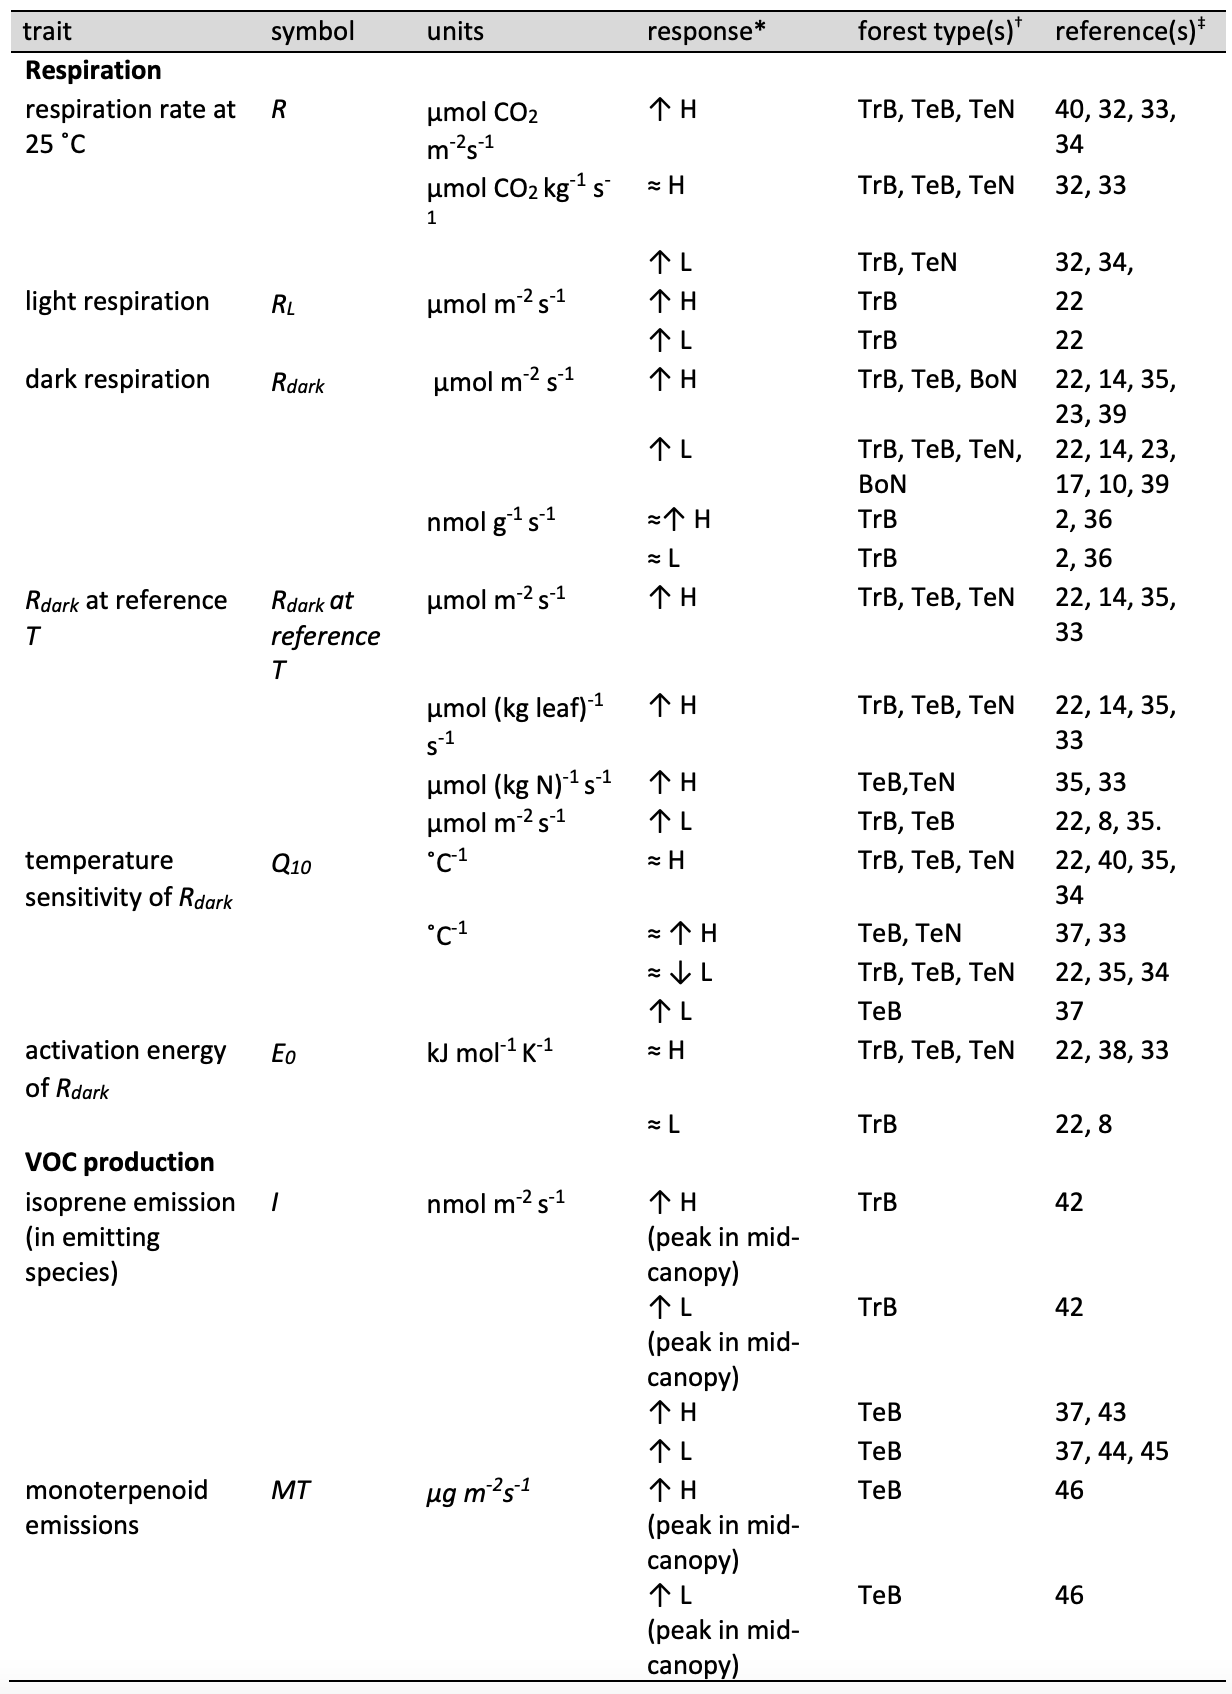 trait symbol units response* forest type(s)† reference(s)‡
Respiration
respiration rate at R µmol CO2 ↑ H TrB, TeB, TeN 40, 32, 33,
25 ˚C m-2s-1 34
µmol CO2 kg-1 s- ≈ H TrB, TeB, TeN 32, 33
1
↑ L TrB, TeN 32, 34,
light respiration RL µmol m-2 s-1 ↑ H TrB 22
↑ L TrB 22
dark respiration Rdark µmol m-2 s-1 ↑ H TrB, TeB, BoN 22, 14, 35,
23, 39
↑ L TrB, TeB, TeN, 22, 14, 23,
BoN 17, 10, 39
nmol g-1 s-1 ≈↑ H TrB 2, 36
≈ L TrB 2, 36
Rdark at reference Rdark at µmol m-2 s-1 ↑ H TrB, TeB, TeN 22, 14, 35,
T reference 33
T
µmol (kg leaf)-1 ↑ H TrB, TeB, TeN 22, 14, 35,
s-1 33
µmol (kg N)-1 s-1 ↑ H TeB,TeN 35, 33
µmol m-2 s-1 ↑ L TrB, TeB 22, 8, 35.
temperature Q10 ˚C-1 ≈ H TrB, TeB, TeN 22, 40, 35,
sensitivity of Rdark 34
˚C-1 ≈ ↑ H TeB, TeN 37, 33
≈ ↓ L TrB, TeB, TeN 22, 35, 34
↑ L TeB 37
activation energy E0 kJ mol-1 K-1 ≈ H TrB, TeB, TeN 22, 38, 33
of Rdark
≈ L TrB 22, 8
VOC production
isoprene emission I nmol m-2 s-1 ↑ H TrB 42
(in emitting (peak in mid-
species) canopy)
↑ L TrB 42
(peak in mid-
canopy)
↑ H TeB 37, 43
↑ L TeB 37, 44, 45
monoterpenoid MT µg m-2s-1 ↑ H TeB 46
emissions (peak in mid-
canopy)
↑ L TeB 46
(peak in mid-
canopy)